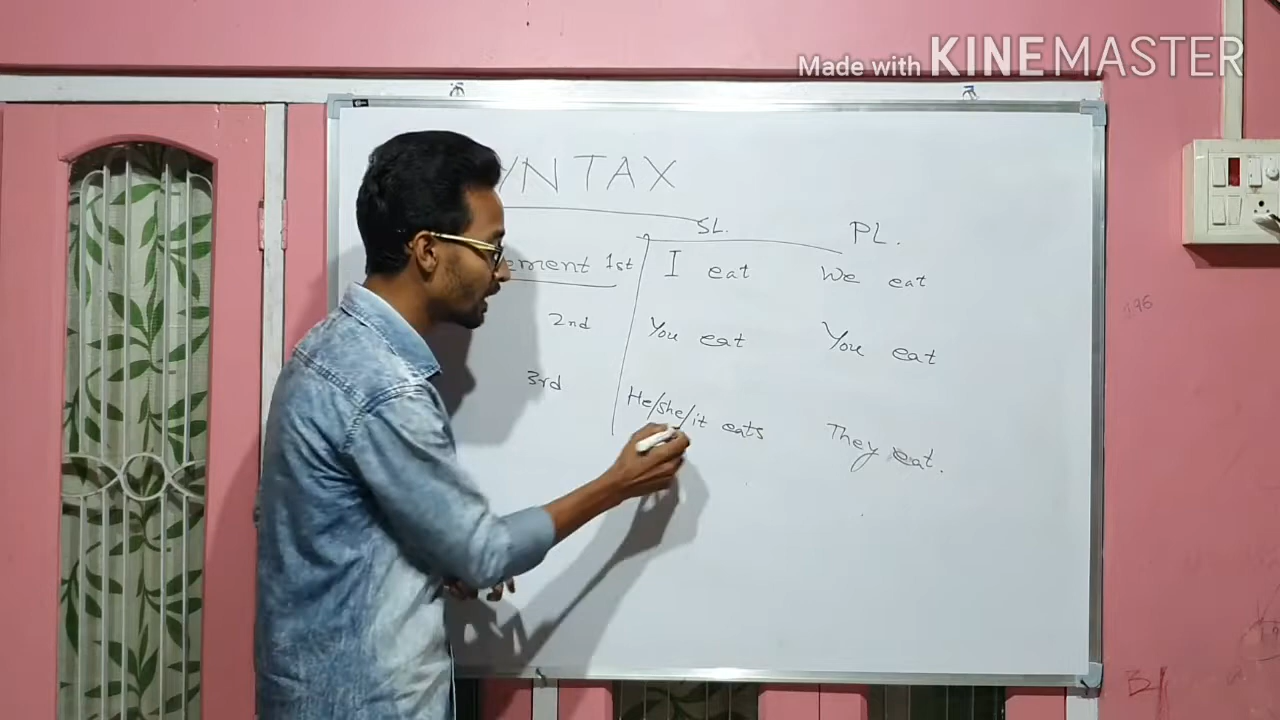 Made with KINEMASTER
YNTAX
SL. PL.
ement 1st I eat We eat
2nd You eat You eat
3rd He/she/it eats They eat.
196